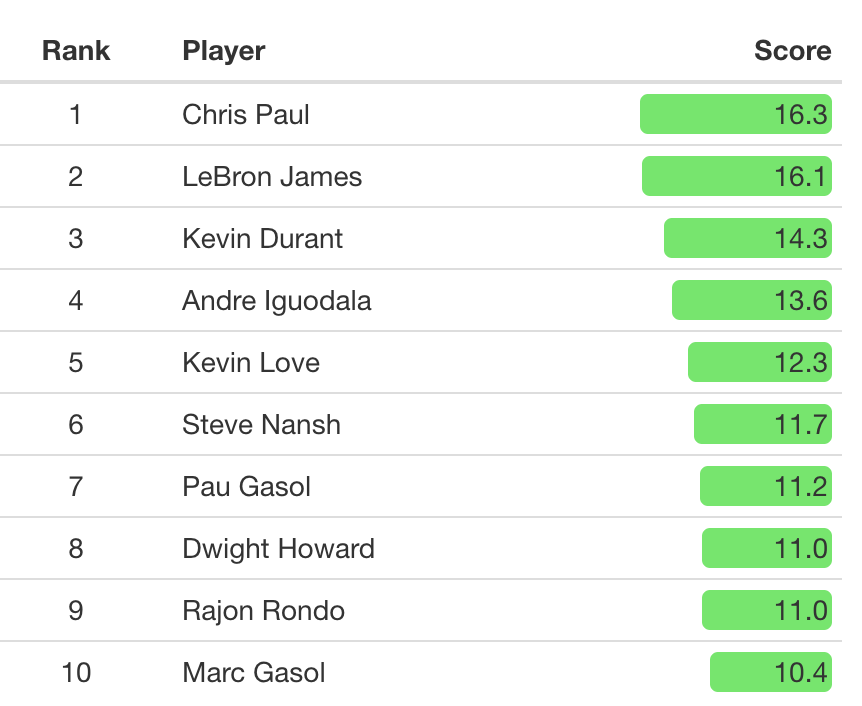 Rank Player Score
1 Chris Paul 16.3
2 LeBron James 16.1
3 Kevin Durant 14.3
4 Andre Iguodala 13.6
5 Kevin Love 12.3
6 Steve Nansh 11.7
7 Pau Gasol 11.2
8 Dwight Howard 11.0
9 Rajon Rondo 11.0
10 Marc Gasol 10.4